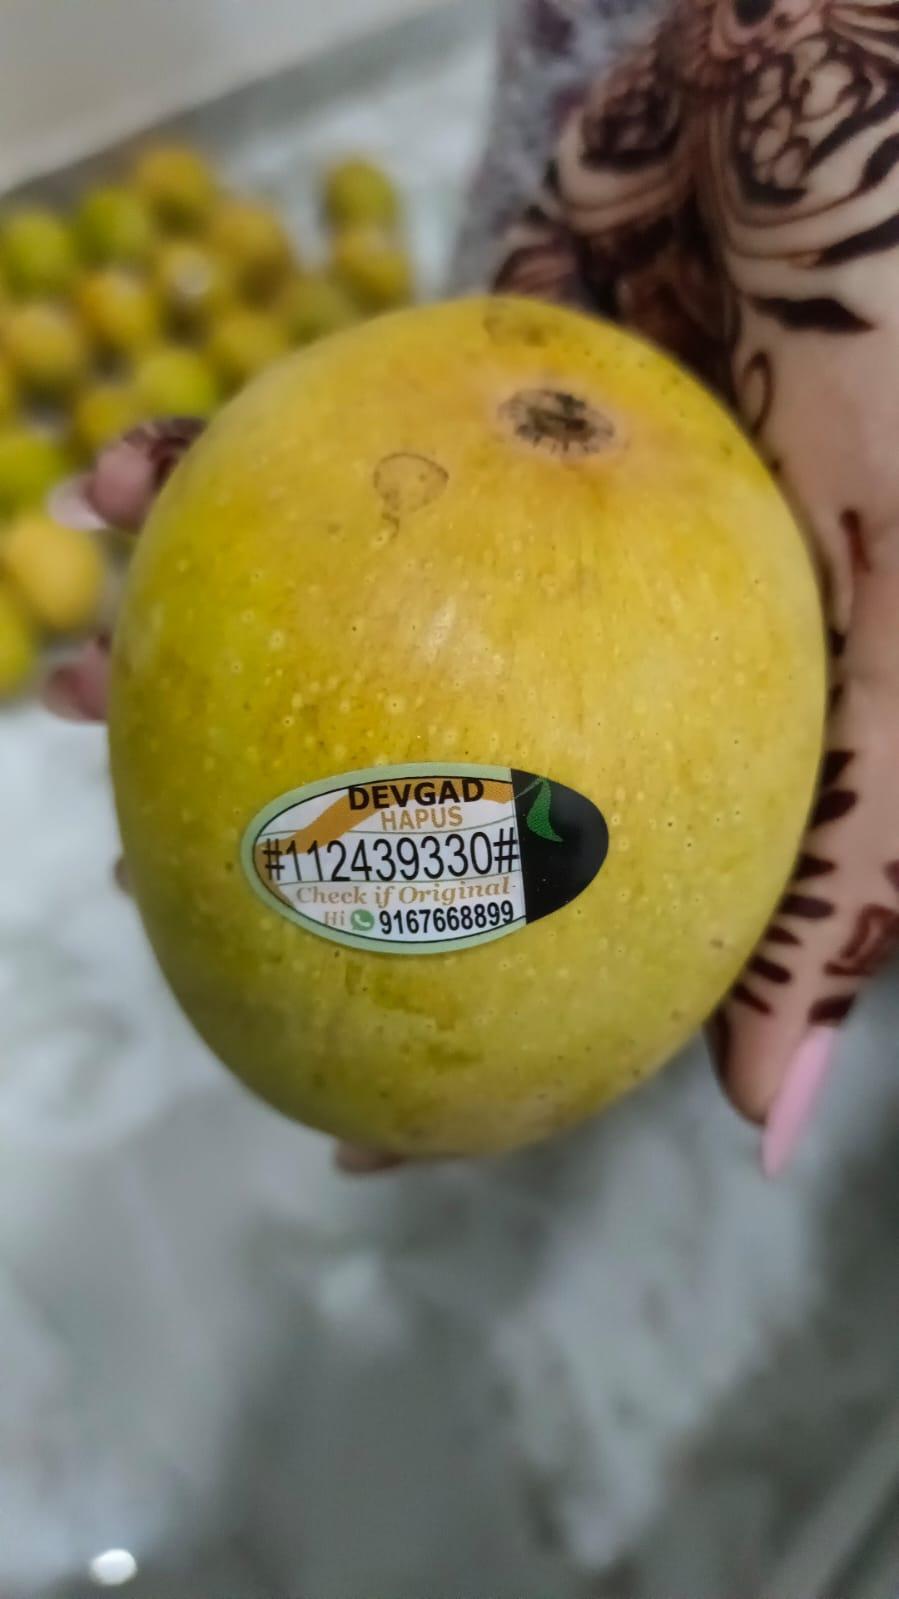 DEVGAD
HAPUS
#112439330#
Check if Original-
Hi 9167668899